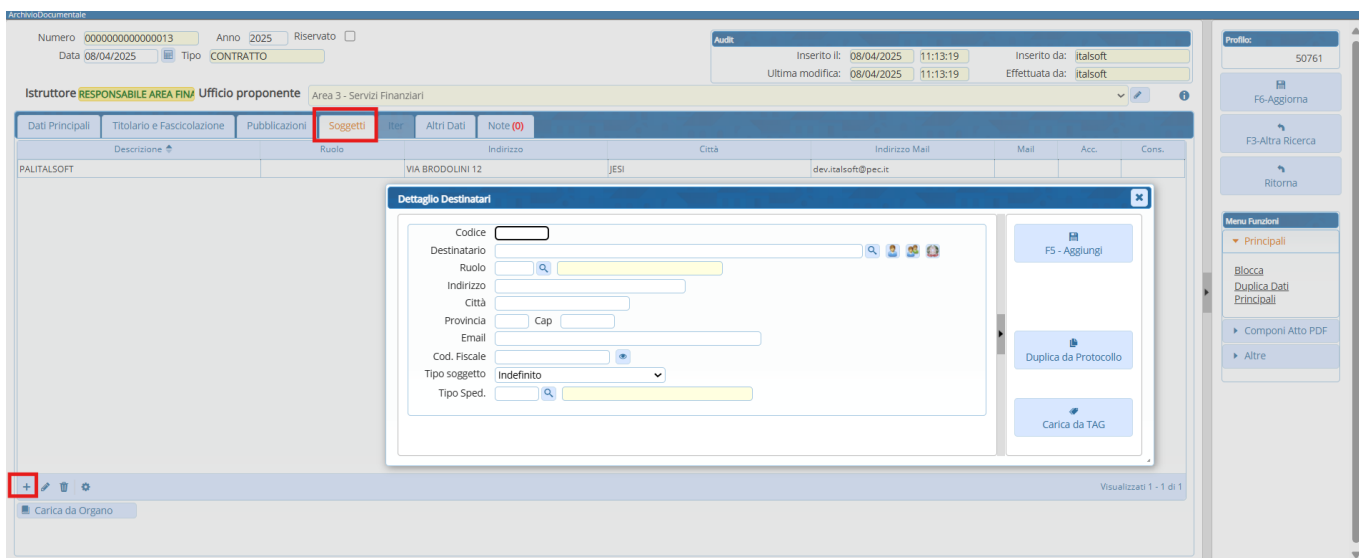 ArchivioDocumentale
Numero 0000000000000013 Anno 2025 Riservato
Data 08/04/2025 Tipo CONTRATTO
Audit
Inserito il: 08/04/2025 11:13:19 Inserito da: italsoft
Ultima modifica: 08/04/2025 11:13:19 Effettuata da: italsoft
Istruttore RESPONSABILE AREA FINA Ufficio proponente Area 3 - Servizi Finanziari
Dati Principali Titolario e Fascicolazione Pubblicazioni Soggetti Iter Altri Dati Note (0)
Descrizione Ruolo Indirizzo Città Indirizzo Mail Mail Acc. Cons.
PALITALSOFT VIA BRODOLINI 12 JESI dev.italsoft@pec.it
Dettaglio Destinatari
Codice
Destinatario
Ruolo
Indirizzo
Città
Provincia Cap
Email
Cod. Fiscale
Tipo soggetto Indefinito
Tipo Sped.
F5 - Aggiungi
Duplica da Protocollo
Carica da TAG
Visualizzati 1 - 1 di 1
Carica da Organo
Profilo:
50761
F6-Aggiorna
F3-Altra Ricerca
Ritorna
Menu Funzioni
Principali
Blocca
Duplica Dati
Principali
Componi Atto PDF
Altre